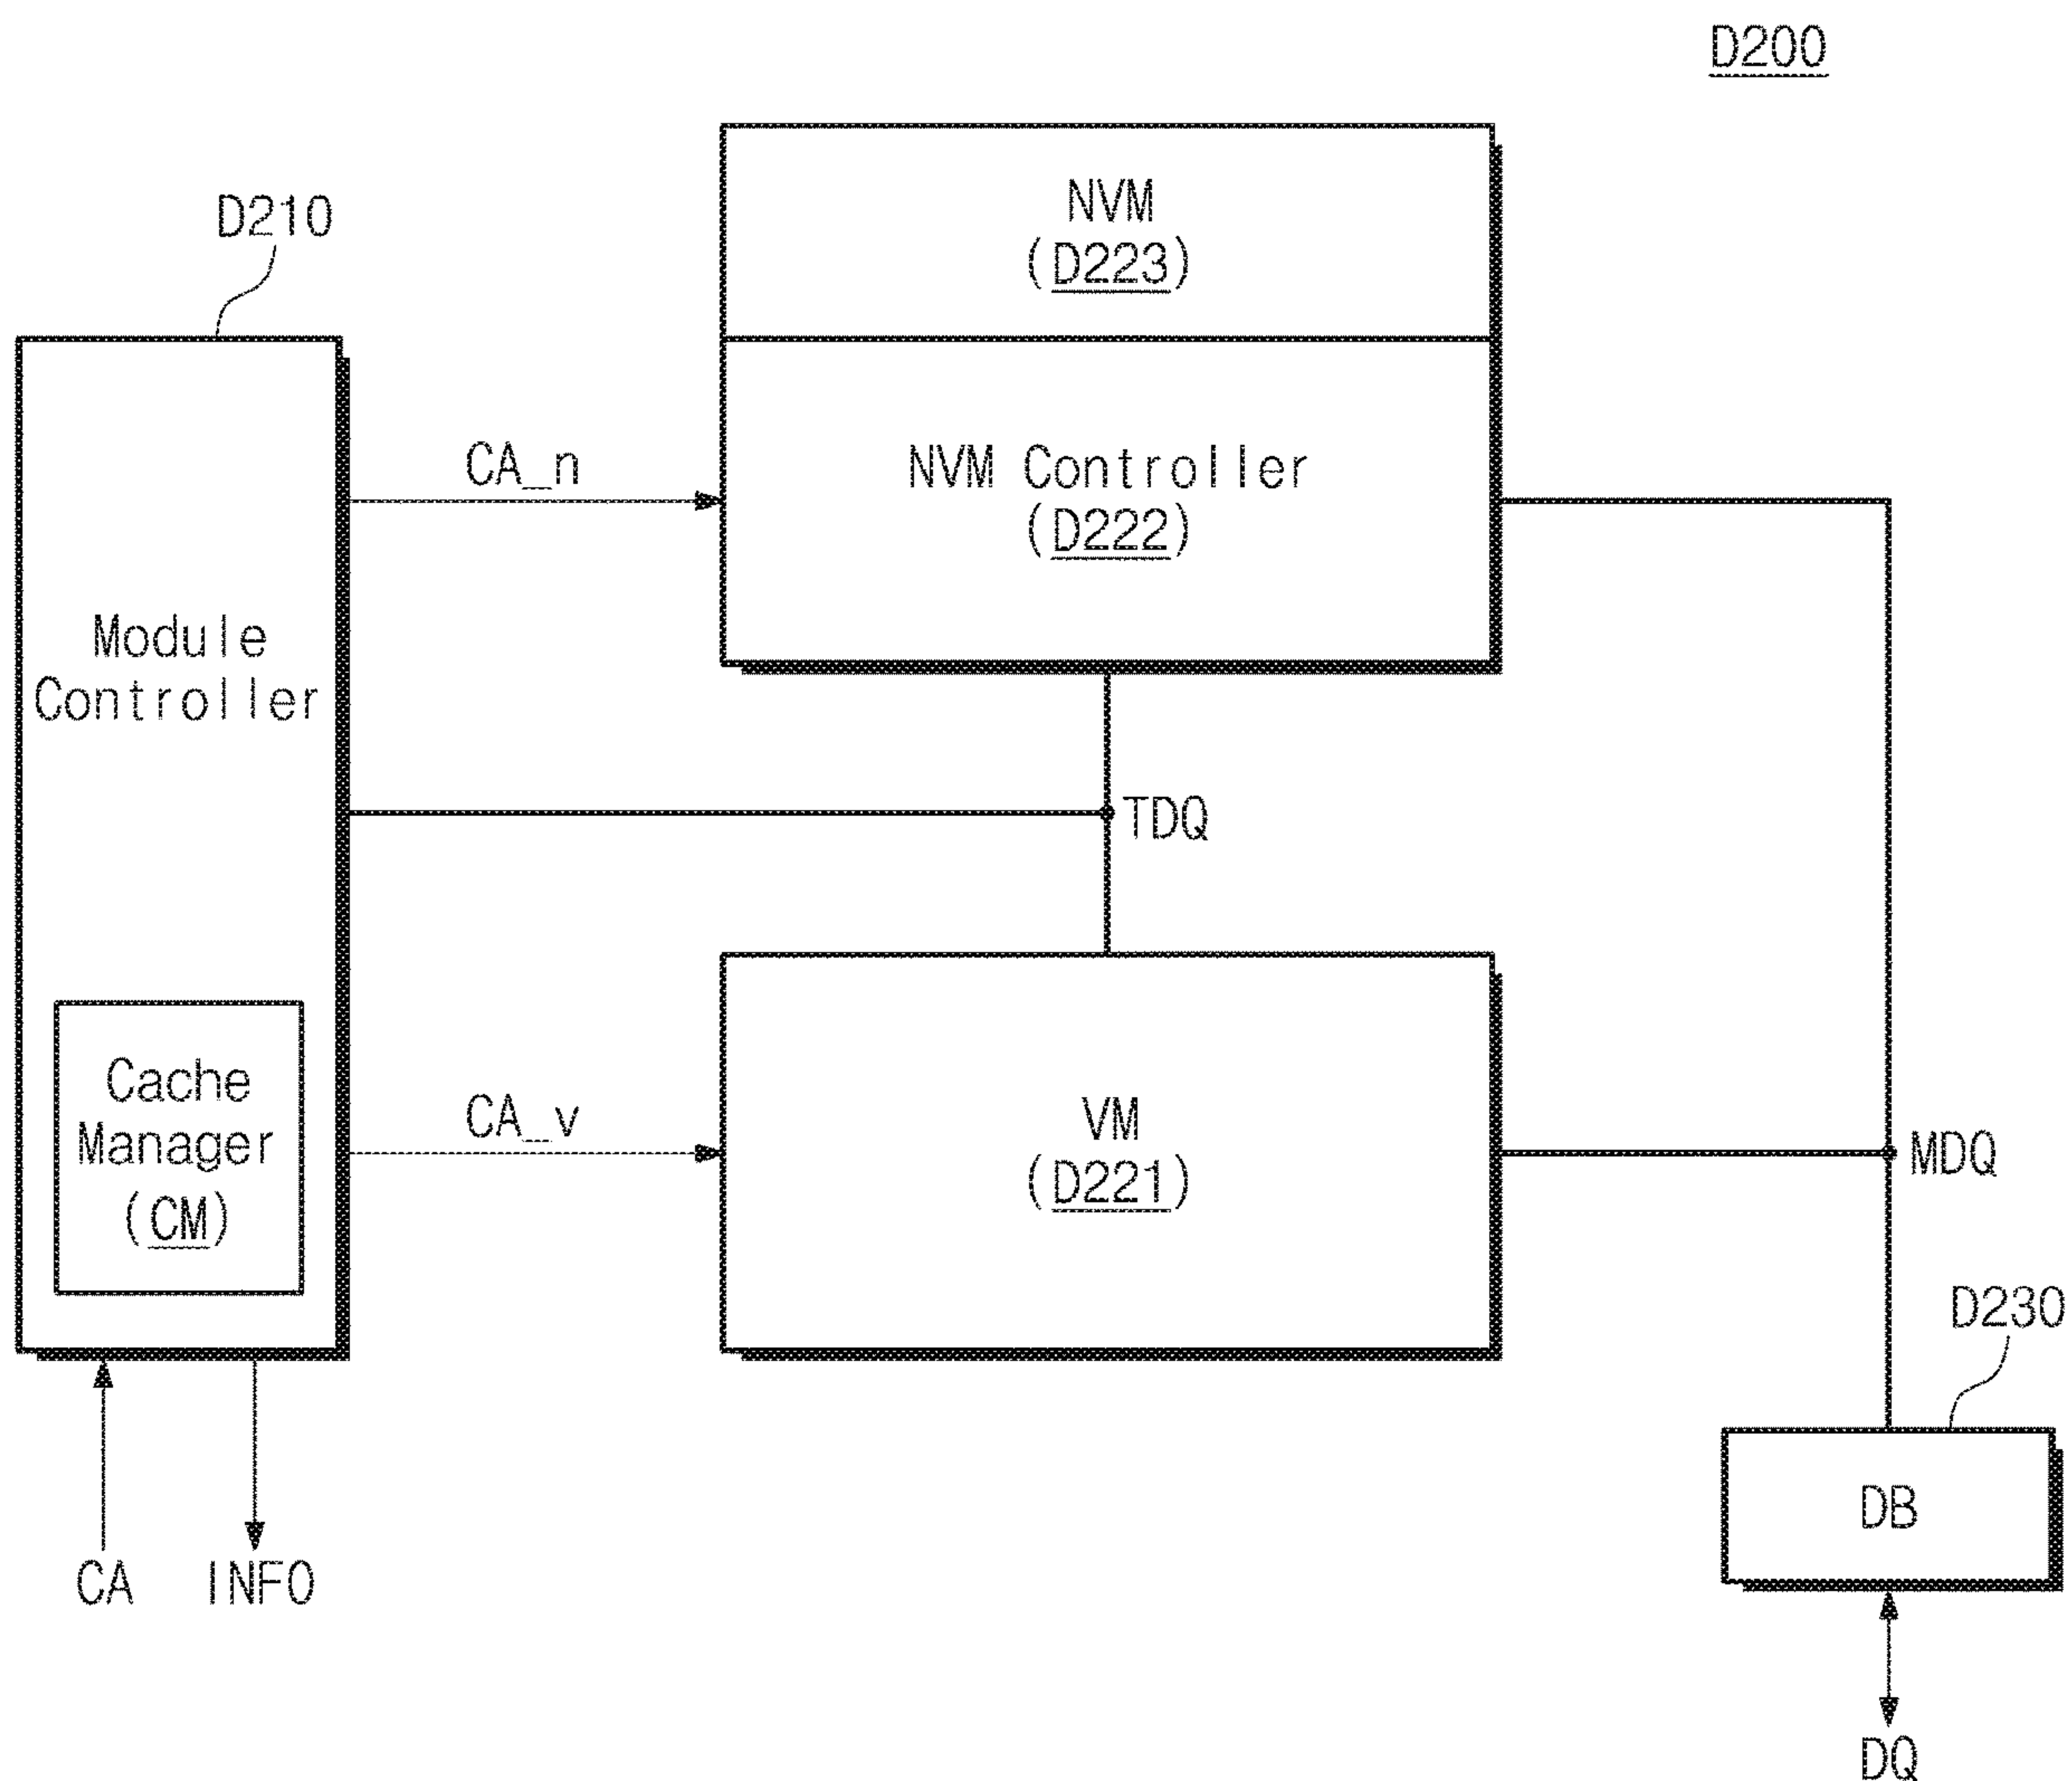 D200
D210
NVM
(D223)
CA_n
NVM Controller
(D222)
Module
Controller
TDQ
Cache
Manager
(CM)
CA_v
VM
(D221)
MDQ
D230
DB
CA
INFO
DQ